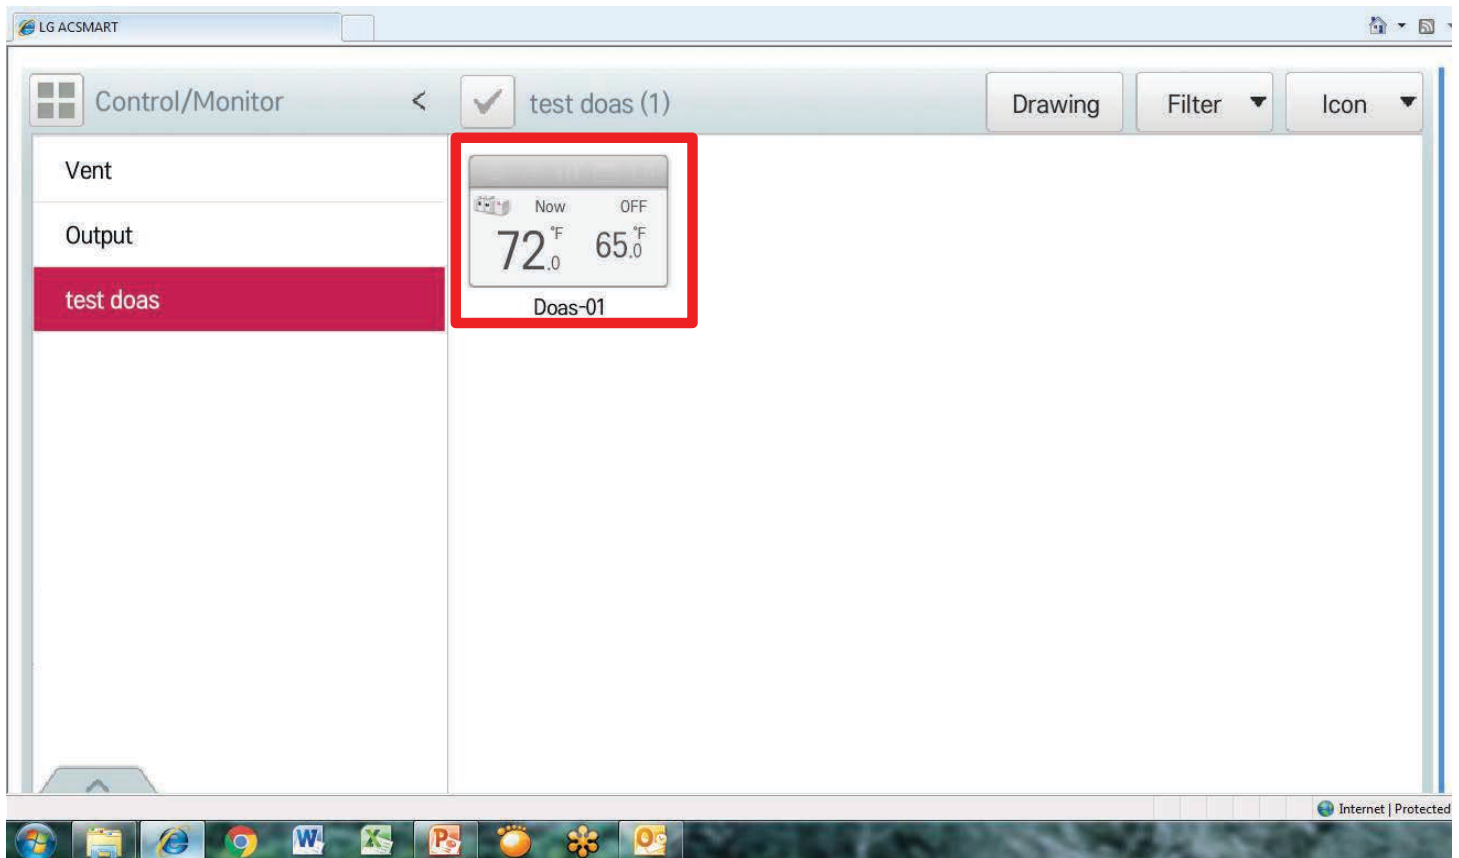 LG ACSMART
Control/Monitor < test doas (1) Drawing Filter Icon
Vent
Output
test doas
Now OFF
72.0 °F 65.0 °F
Doas-01
Internet | Protected